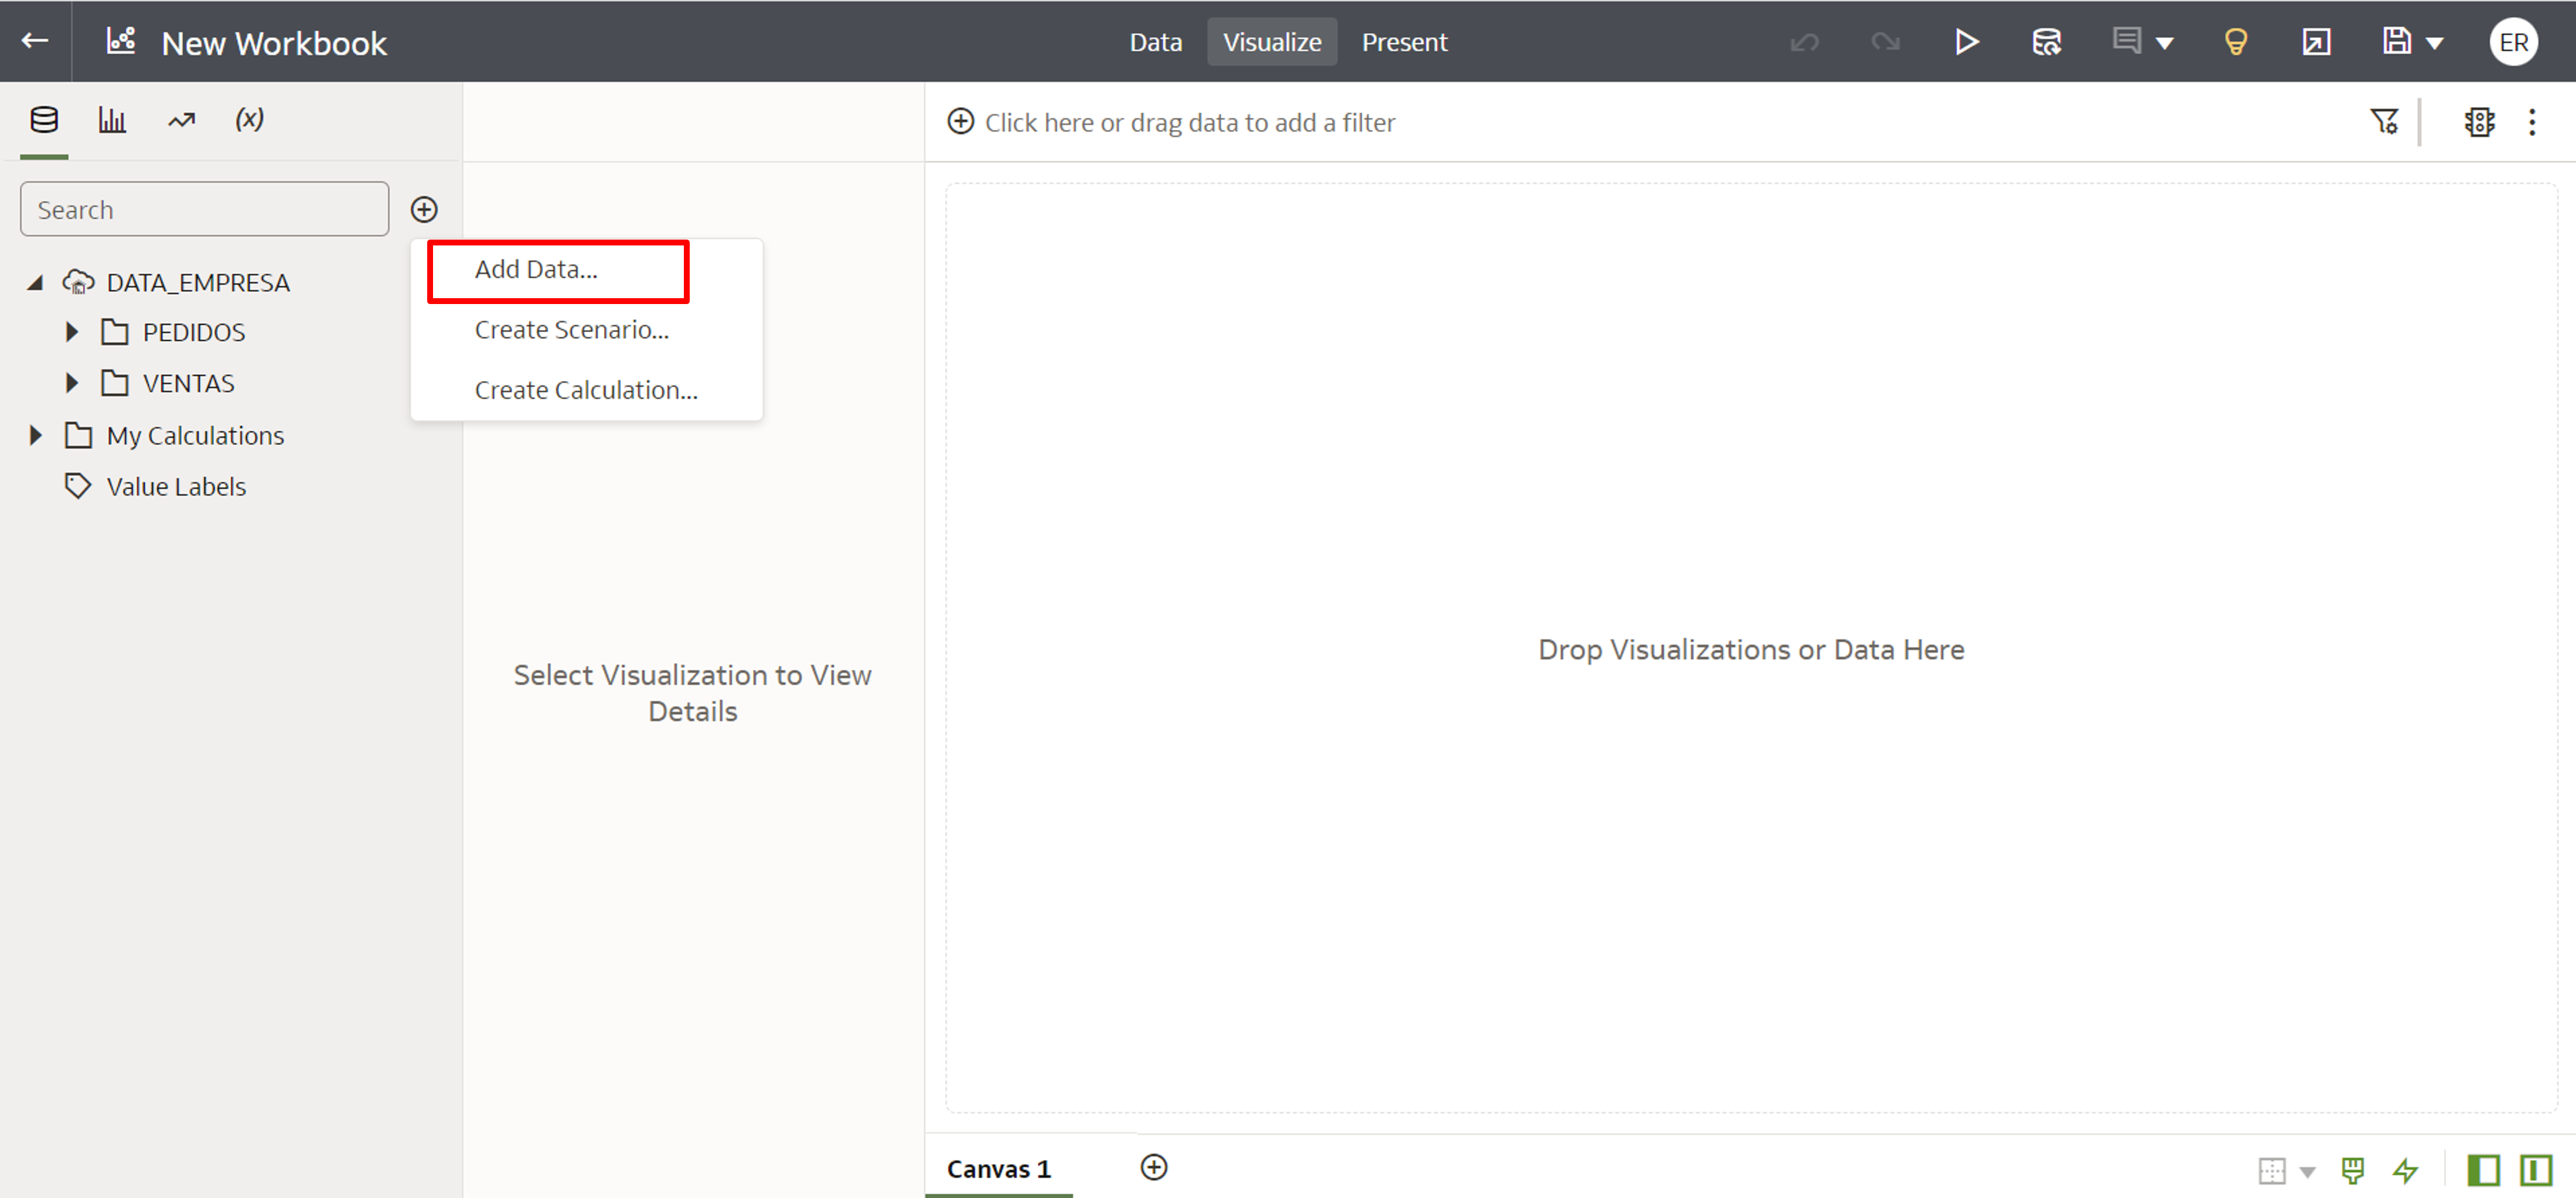 New Workbook
Data
Visualize
Present
ER
(x)
Click here or drag data to add a filter
Search
Add Data...
Create Scenario...
Create Calculation...
DATA_EMPRESA
PEDIDOS
VENTAS
My Calculations
Value Labels
Select Visualization to View
Details
Drop Visualizations or Data Here
Canvas 1